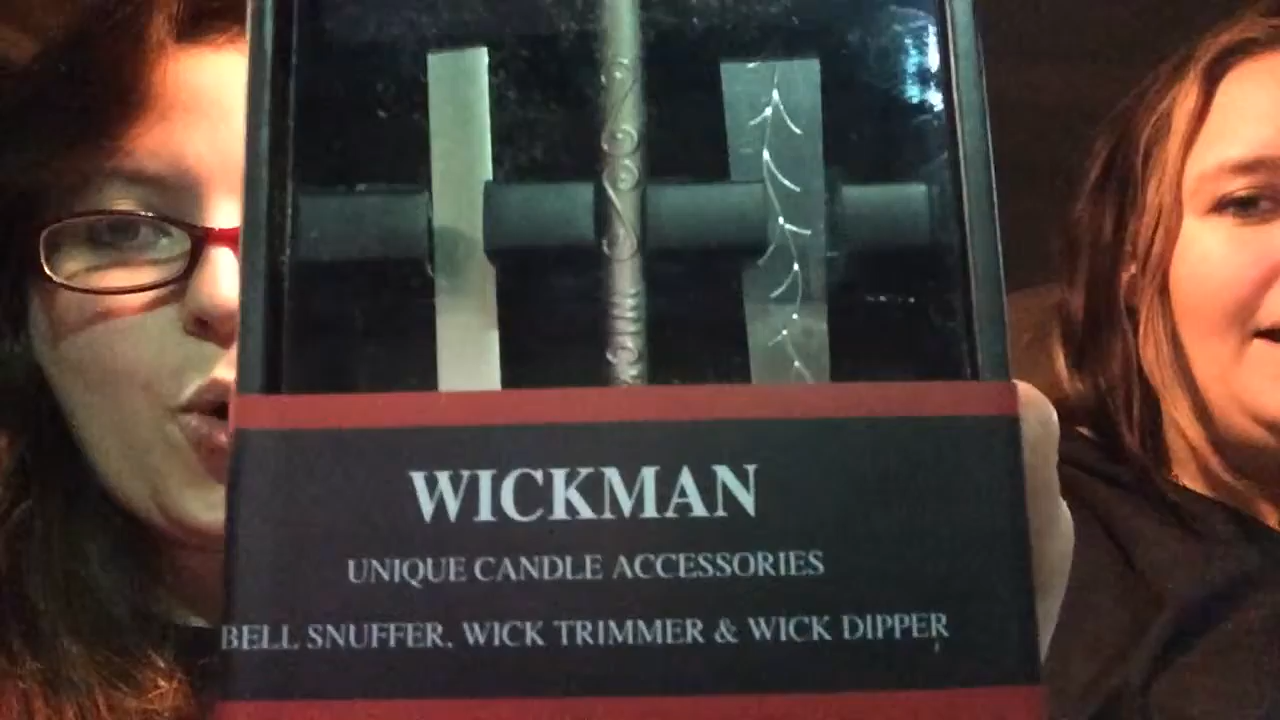 WICKMAN
UNIQUE CANDLE ACCESSORIES
BELL SNUFFER, WICK TRIMMER & WICK DIPPER